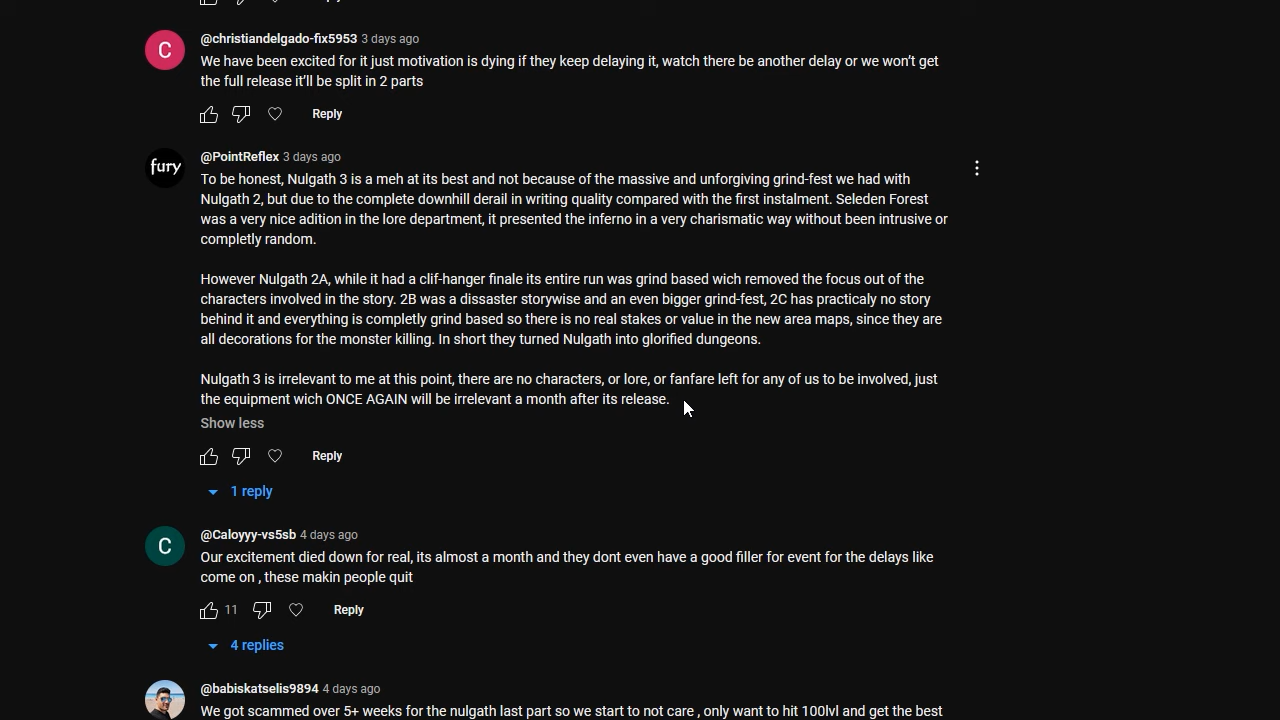 @christiandelgado-fix5953 3 days ago
We have been excited for it just motivation is dying if they keep delaying it, watch there be another delay or we won't get
the full release it'll be split in 2 parts
Reply
fury
@PointReflex 3 days ago
To be honest, Nulgath 3 is a meh at its best and not because of the massive and unforgiving grind-fest we had with
Nulgath 2, but due to the complete downhill derail in writing quality compared with the first instalment. Seleden Forest
was a very nice adition in the lore department, it presented the inferno in a very charismatic way without been intrusive or
completly random.
However Nulgath 2A, while it had a clif-hanger finale its entire run was grind based wich removed the focus out of the
characters involved in the story. 2B was a dissaster storywise and an even bigger grind-fest, 2C has practicaly no story
behind it and everything is completly grind based so there is no real stakes or value in the new area maps, since they are
all decorations for the monster killing. In short they turned Nulgath into glorified dungeons.
Nulgath 3 is irrelevant to me at this point, there are no characters, or lore, or fanfare left for any of us to be involved, just
the equipment wich ONCE AGAIN will be irrelevant a month after its release.
Show less
Reply
1 reply
C
@Caloyyy-vs5sb 4 days ago
Our excitement died down for real, its almost a month and they dont even have a good filler for event for the delays like
come on , these makin people quit
11 Reply
4 replies
@babiskatselis9894 4 days ago
We got scammed over 5+ weeks for the nulgath last part so we start to not care , only want to hit 100lvl and get the best